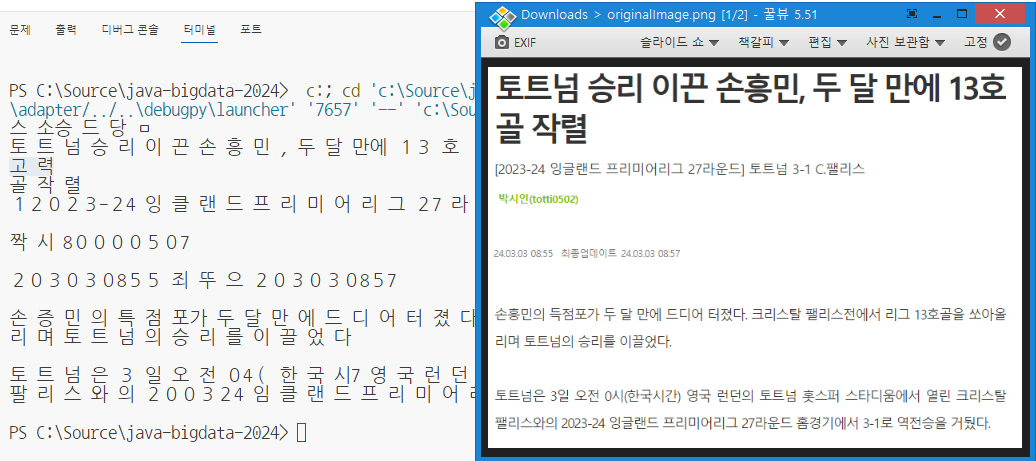 문제 출력 디버그 콘솔 터미널 포트
PS C:\Source\java-bigdata-2024> c:; cd 'c:\Source\j
\adapter/../..\debugpy\launcher' '7657' '--' 'c:\Sou
스 소승 드 당 ㅁ
토 트 넘 승 리 이 끈 손 흥 민 , 두 달 만에 1 3 호
고 력
골 작 렬
1 2 0 2 3 - 24 잉 클 랜 드 프 리 미 어 리 그 27 라
짝 시 8 0 0 0 0 5 07
2 0 3 0 3 0 85 5 죄 뚜 으 2 0 3 0 3 0 857
손 증 민 의 특 점 포가 두 달 만 에 드 디 어 터 졌 다
리 며 토 트 넘 의 승 리 를 이 끌 었 다
토 트 넘 은 3 일 오 전 04 ( 한 국 시7 영 국 런 던
팔 리 스 와 의 2 0 0 3 24 임 클 랜 드 프 리 미 어 리
PS C:\Source\java-bigdata-2024>
Downloads > originalImage.png [1/2] - 꿀뷰 5.51
EXIF 슬라이드 쇼 책갈피 편집 사진 보관함 고정
토트넘 승리 이끈 손흥민, 두 달 만에 13호
골 작렬
[2023-24 잉글랜드 프리미어리그 27라운드] 토트넘 3-1 C.팰리스
박시인(totti0502)
24.03.03 08:55 최종업데이트 24.03.03 08:57
손흥민의 득점포가 두 달 만에 드디어 터졌다. 크리스탈 팰리스전에서 리그 13호골을 쏘아올
리며 토트넘의 승리를 이끌었다.
토트넘은 3일 오전 0시(한국시간) 영국 런던의 토트넘 홋스퍼 스타디움에서 열린 크리스탈
팰리스와의 2023-24 잉글랜드 프리미어리그 27라운드 홈경기에서 3-1로 역전승을 거뒀다.